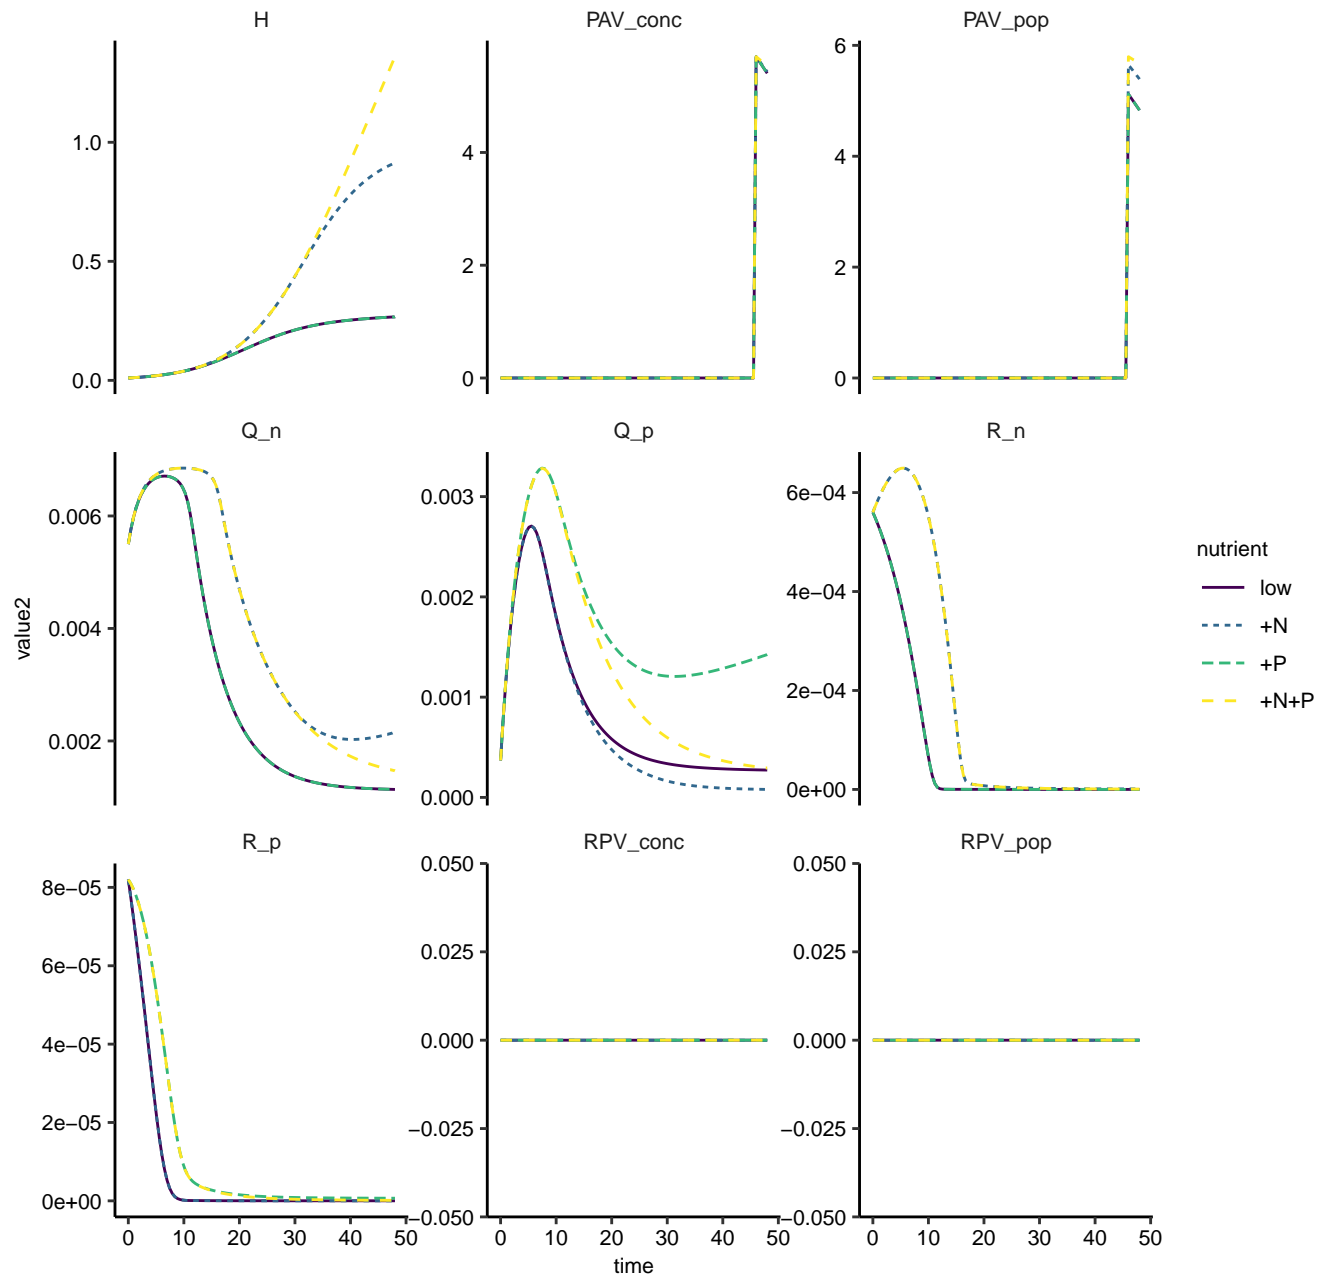 H
PAV_conc
PAV_pop
1.0
0.5
0.0
4
2
0
6
4
2
0
Q_n
Q_p
R_n
0.006
0.004
0.002
0.003
0.002
0.001
0.000
6e−04
4e−04
2e−04
0e+00
R_p
RPV_conc
RPV_pop
8e−05
6e−05
4e−05
2e−05
0e+00
0.050
0.025
0.000
−0.025
−0.050
0.050
0.025
0.000
−0.025
−0.050
0 10 20 30 40 50
0 10 20 30 40 50
0 10 20 30 40 50
time
value2
nutrient
low
+N
+P
+N+P